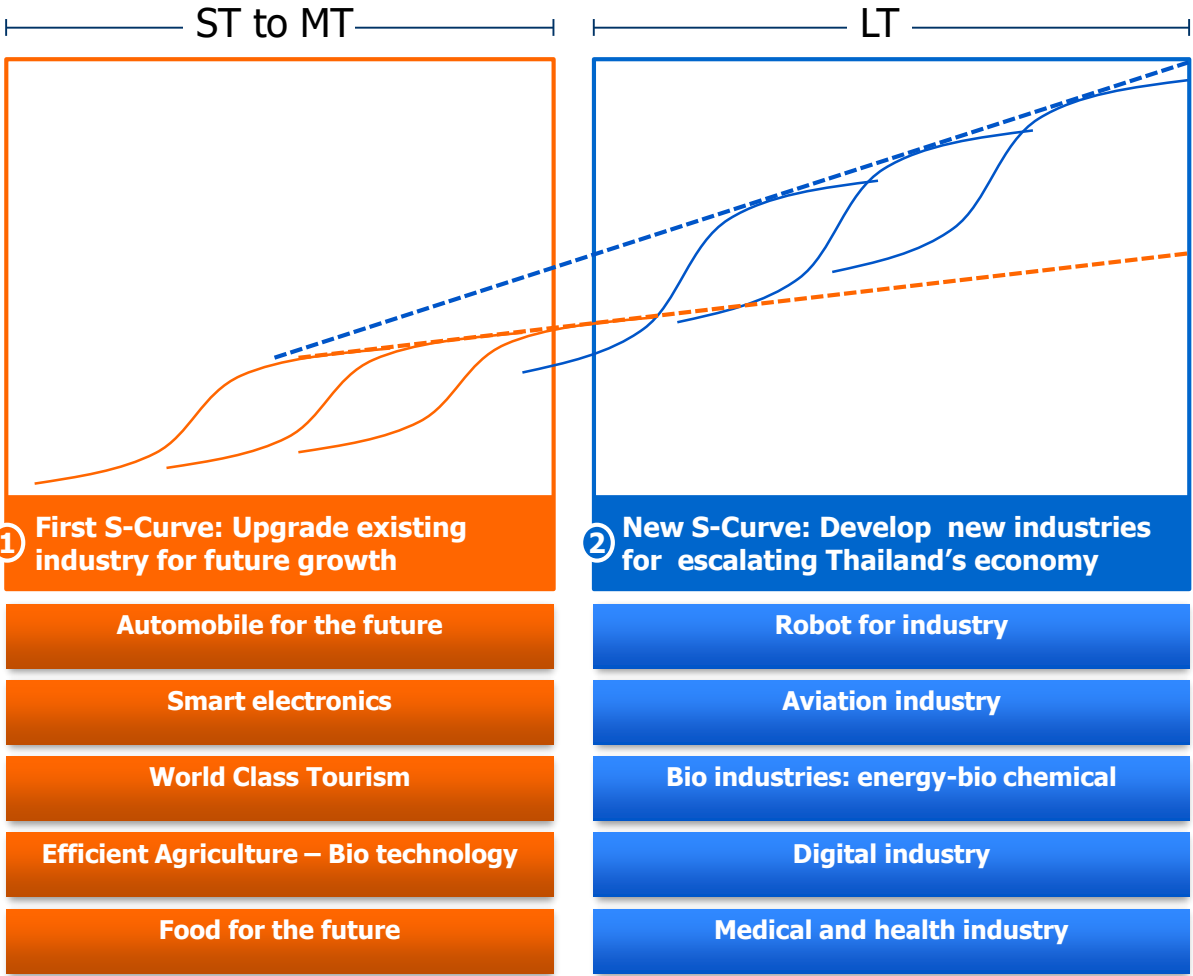 ST to MT
LT
1
First S-Curve: Upgrade existing
industry for future growth
2
New S-Curve: Develop  new industries
for  escalating Thailand’s economy
Automobile for the future
Smart electronics
World Class Tourism
Efficient Agriculture – Bio technology
Food for the future
Robot for industry
Aviation industry
Bio industries: energy-bio chemical
Digital industry
Medical and health industry